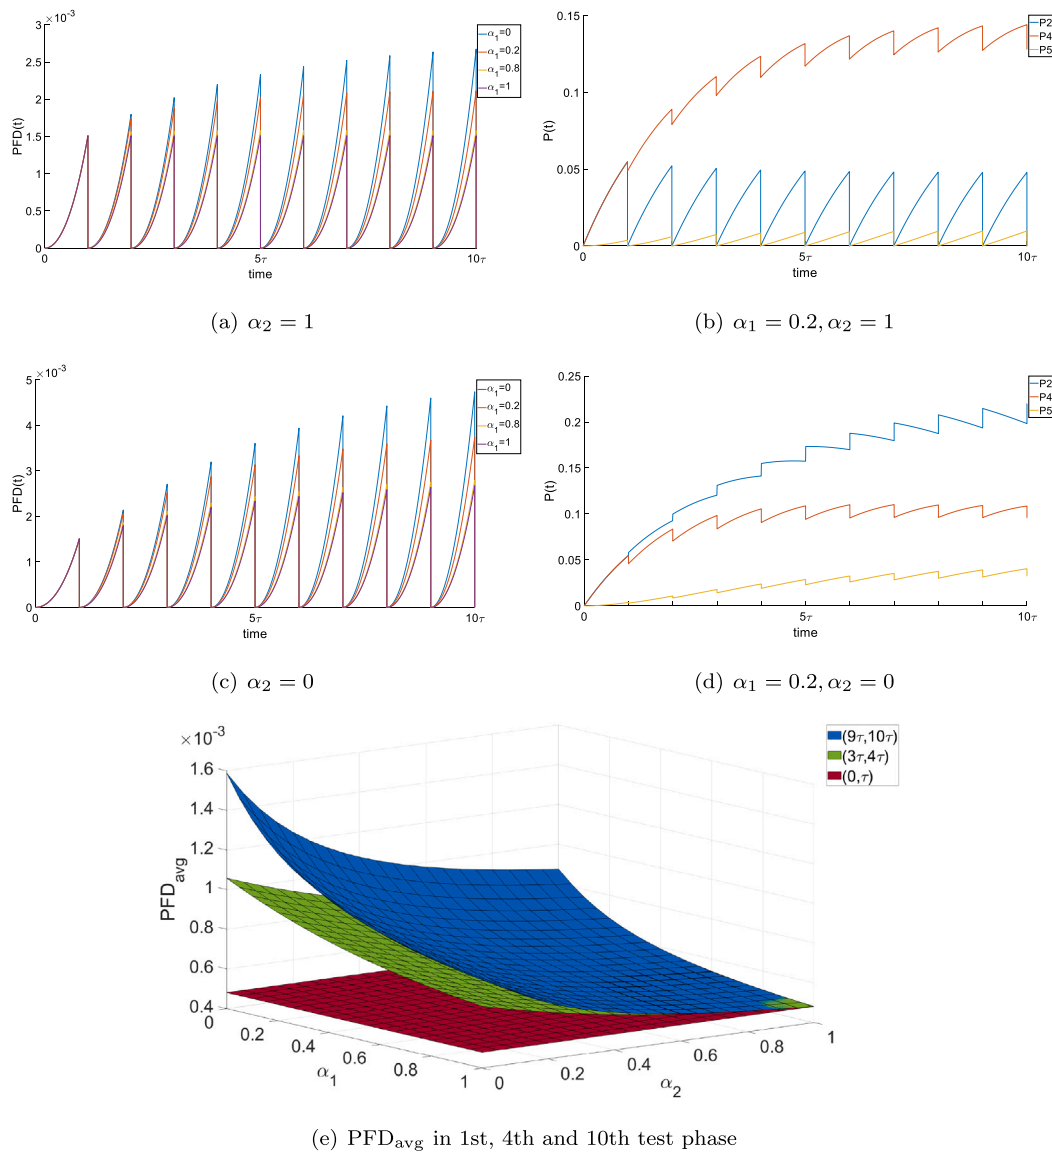 ×10⁻³
3
2.5
2
1.5
1
0.5
0
PFD(t)
0
5τ
10τ
time
α₁=0
α₁=0.2
α₁=0.8
α₁=1
(a) α₂ = 1
0.15
0.1
0.05
0
P(t)
0
5τ
10τ
time
P2
P4
P5
(b) α₁ = 0.2, α₂ = 1
×10⁻³
5
4
3
2
1
0
PFD(t)
0
5τ
10τ
time
α₁=0
α₁=0.2
α₁=0.8
α₁=1
(c) α₂ = 0
0.25
0.2
0.15
0.1
0.05
0
P(t)
0
5τ
10τ
time
P2
P4
P5
(d) α₁ = 0.2, α₂ = 0
×10⁻³
1.6
1.4
1.2
1
0.8
0.6
0.4
PFD_avg
0
0.2
0.4
0.6
0.8
1
α₁
0
0.2
0.4
0.6
0.8
1
α₂
(9τ,10τ)
(3τ,4τ)
(0,τ)
(e) PFD_avg in 1st, 4th and 10th test phase